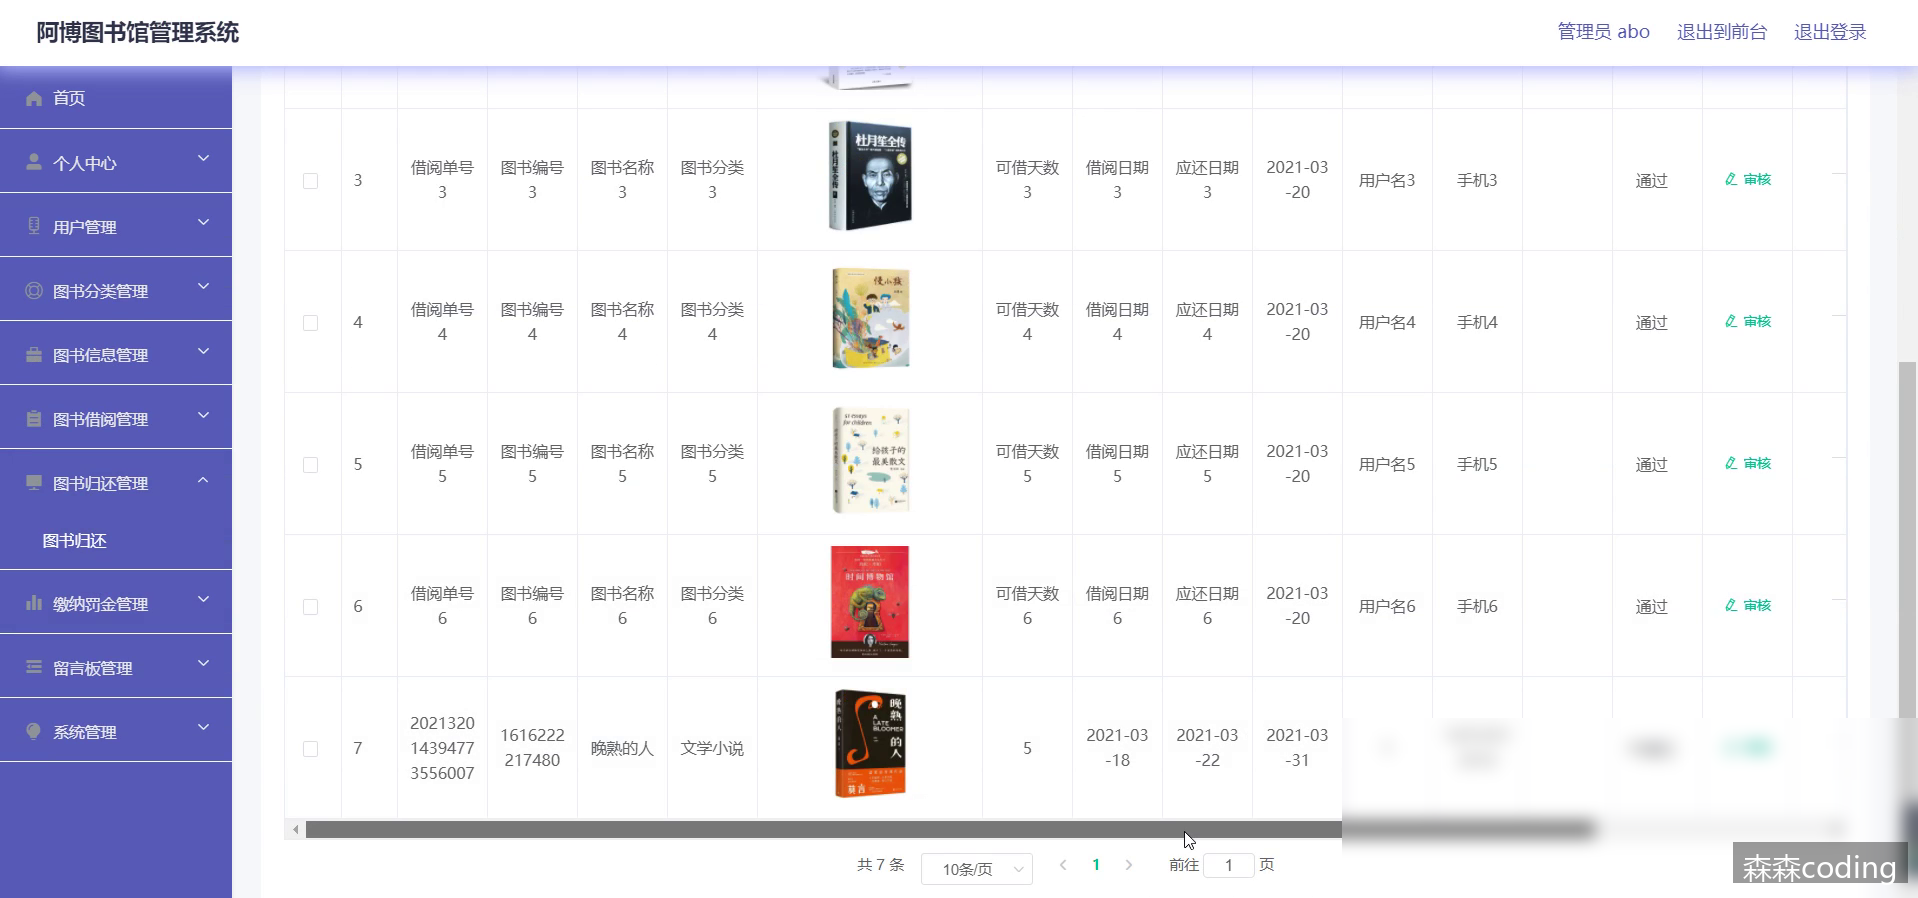 阿博图书馆管理系统
管理员 abo
退出到前台
退出登录
首页
个人中心
用户管理
图书分类管理
图书信息管理
图书借阅管理
图书归还管理
图书归还
缴纳罚金管理
留言板管理
系统管理
3
借阅单号
3
图书编号
3
图书名称
3
图书分类
3
杜月笙全传
杜月笙全传
可借天数
3
借阅日期
3
应还日期
3
2021-03
-20
用户名3
手机3
通过
审核
4
借阅单号
4
图书编号
4
图书名称
4
图书分类
4
慢小孩
可借天数
4
借阅日期
4
应还日期
4
2021-03
-20
用户名4
手机4
通过
审核
5
借阅单号
5
图书编号
5
图书名称
5
图书分类
5
51 essays
for children
给孩子的
最美散文
可借天数
5
借阅日期
5
应还日期
5
2021-03
-20
用户名5
手机5
通过
审核
6
借阅单号
6
图书编号
6
图书名称
6
图书分类
6
时间博物馆
可借天数
6
借阅日期
6
应还日期
6
2021-03
-20
用户名6
手机6
通过
审核
7
2021320
1439477
3556007
1616222
217480
晚熟的人
文学小说
晚熟的人
A LATE
BLOOMER
晚熟
的人
莫言
5
2021-03
-18
2021-03
-22
2021-03
-31
共 7 条
10条/页
1
前往
1
页
森森coding